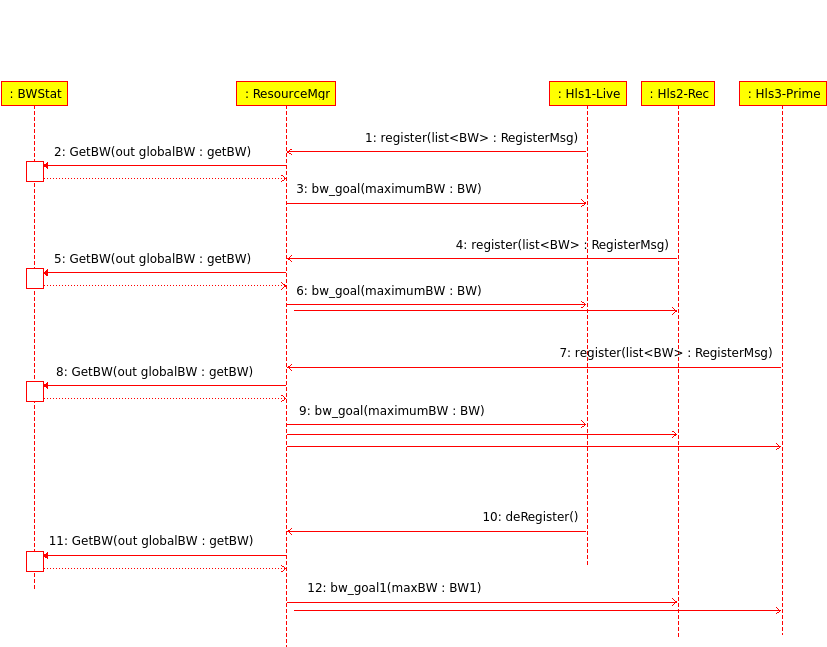 : BWStat
: ResourceMgr
: Hls1-Live
: Hls2-Rec
: Hls3-Prime
1: register(list<BW> : RegisterMsg)
2: GetBW(out globalBW : getBW)
3: bw_goal(maximumBW : BW)
4: register(list<BW> : RegisterMsg)
5: GetBW(out globalBW : getBW)
6: bw_goal(maximumBW : BW)
7: register(list<BW> : RegisterMsg)
8: GetBW(out globalBW : getBW)
9: bw_goal(maximumBW : BW)
10: deRegister()
11: GetBW(out globalBW : getBW)
12: bw_goal1(maxBW : BW1)